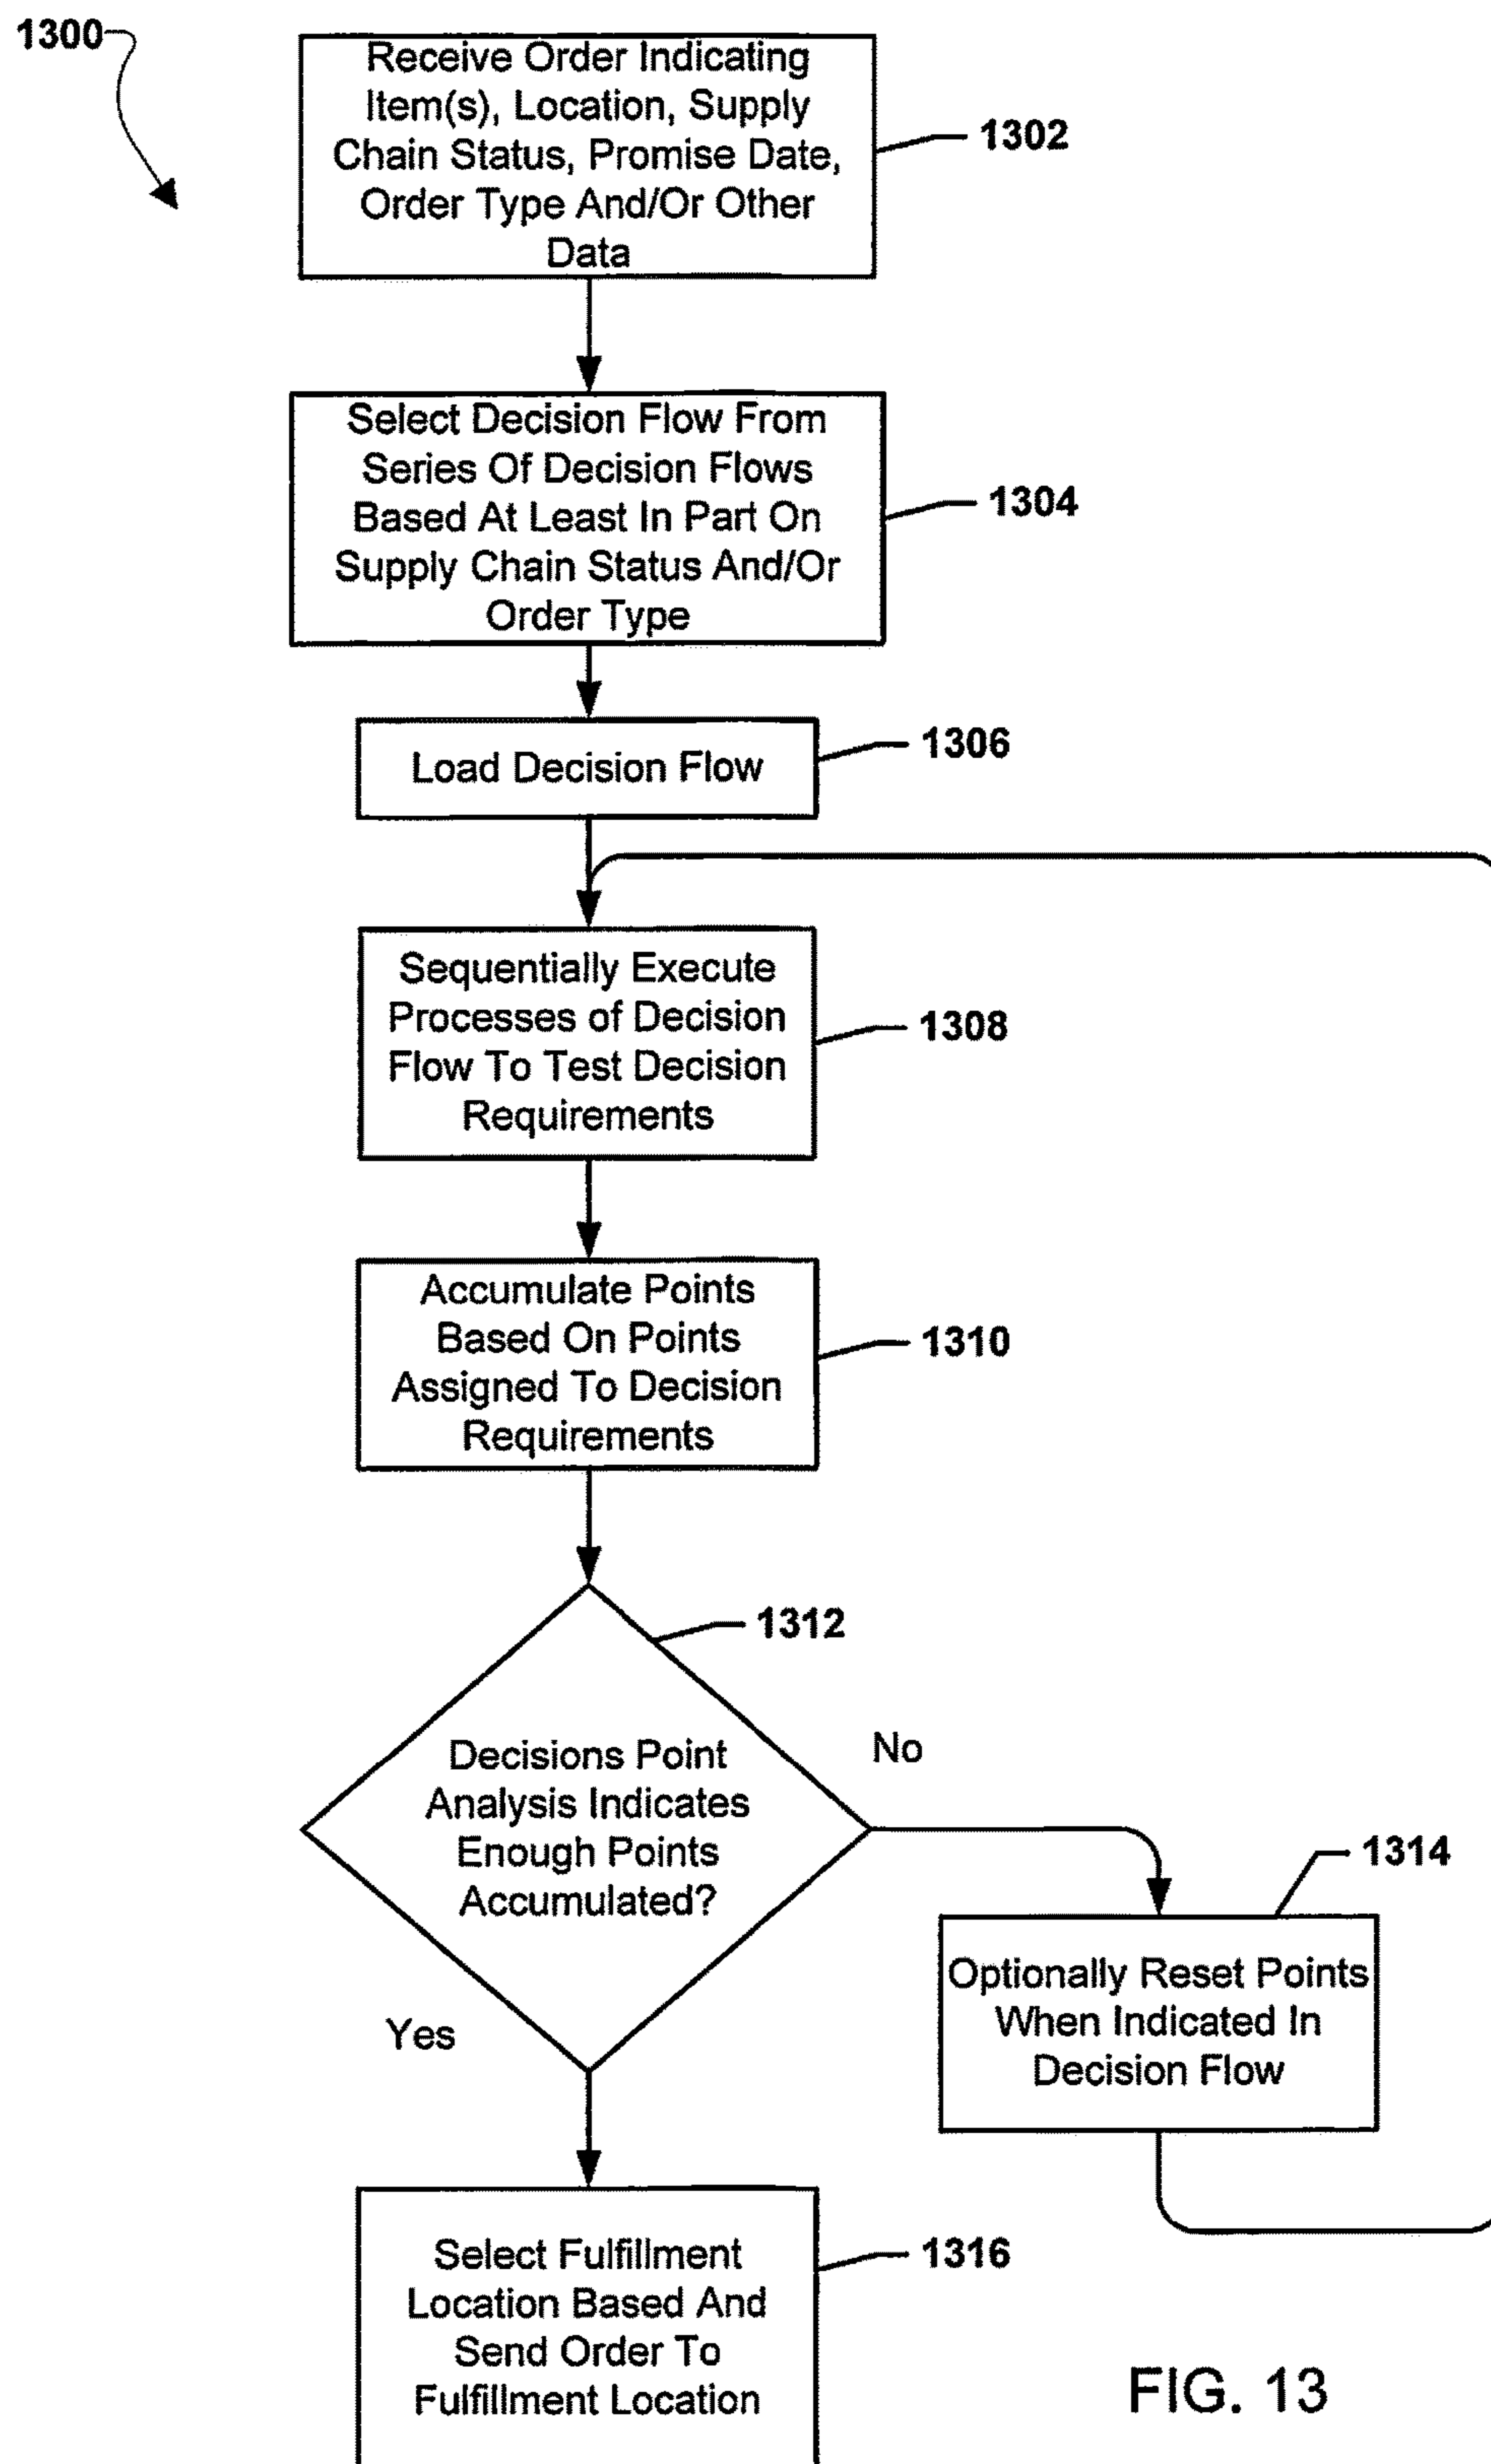 1300
Receive Order Indicating
Item(s), Location, Supply
Chain Status, Promise Date,
Order Type And/Or Other
Data
1302
Select Decision Flow From
Series Of Decision Flows
Based At Least In Part On
Supply Chain Status And/Or
Order Type
1304
Load Decision Flow
1306
Sequentially Execute
Processes of Decision
Flow To Test Decision
Requirements
1308
Accumulate Points
Based On Points
Assigned To Decision
Requirements
1310
1312
Decisions Point
Analysis Indicates
Enough Points
Accumulated?
No
1314
Optionally Reset Points
When Indicated In
Decision Flow
Yes
Select Fulfillment
Location Based And
Send Order To
Fulfillment Location
1316
FIG. 13